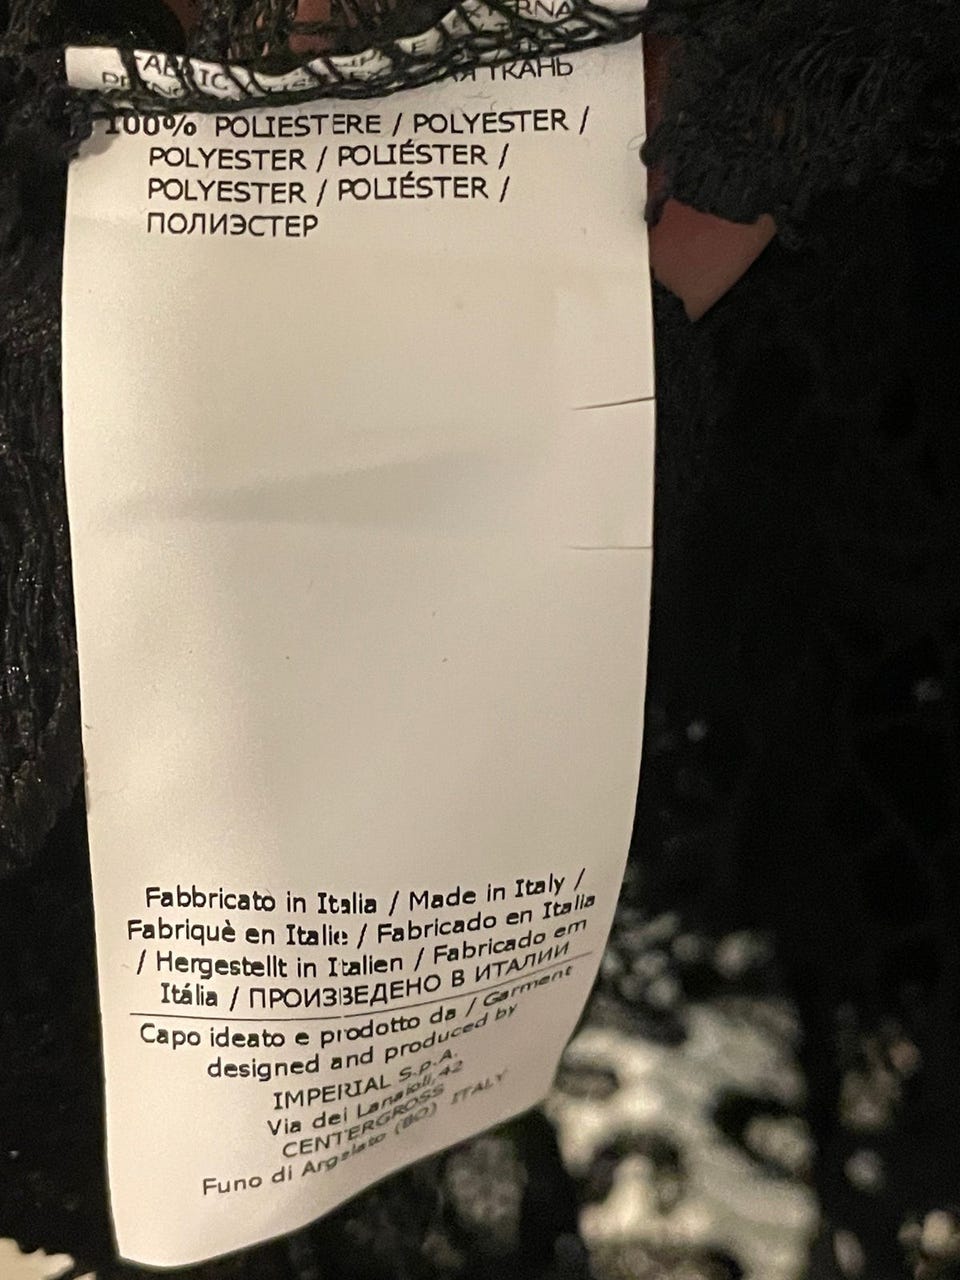 ТКАНЬ
100% POLIESTERE / POLYESTER /
POLYESTER / POLIÉSTER /
POLYESTER / POLIÉSTER /
ПОЛИЭСТЕР
Fabbricato in Italia / Made in Italy /
Fabriquè en Italie / Fabricado en Italia
/ Hergestellt in Italien / Fabricado em
Itália / ПРОИЗВЕДЕНО В ИТАЛИИ
Capo ideato e prodotto da / Garment
designed and produced by
IMPERIAL S.p.A.
Via dei Lanaioli, 42
CENTERGROSS
Funo di Argelato (BO) ITALY